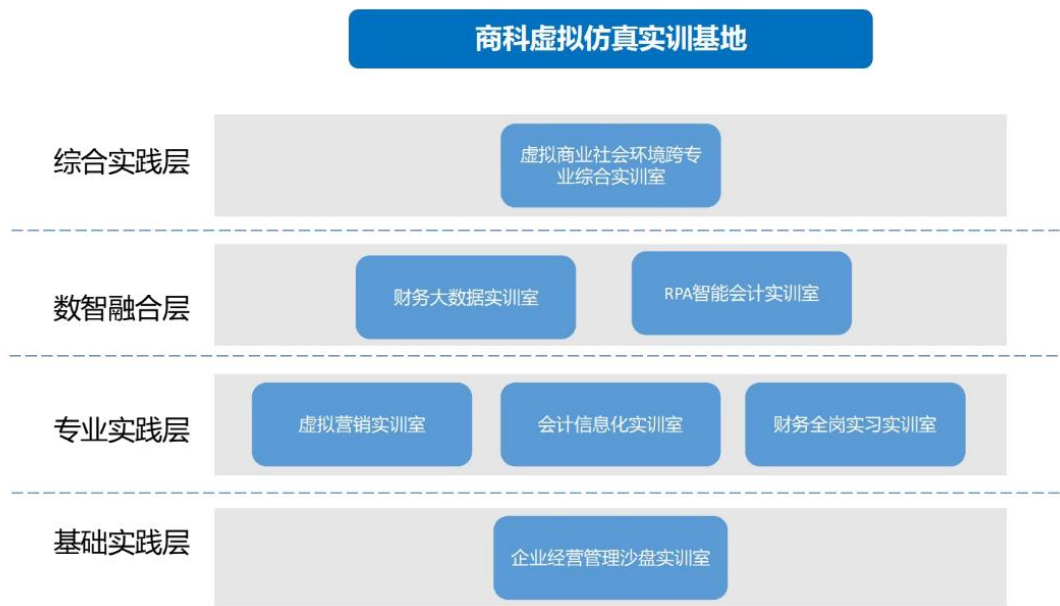 商科虚拟仿真实训基地
综合实践层
虚拟商业社会环境跨专
业综合实训室
数智融合层
财务大数据实训室
RPA智能会计实训室
专业实践层
虚拟营销实训室
会计信息化实训室
财务全岗实习实训室
基础实践层
企业经营管理沙盘实训室